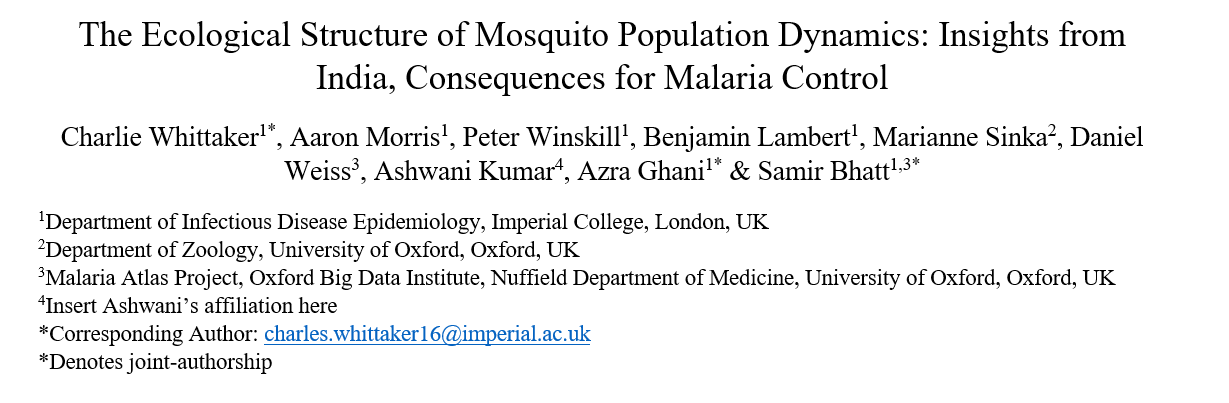 The Ecological Structure of Mosquito Population Dynamics: Insights from
India, Consequences for Malaria Control
Charlie Whittaker¹*, Aaron Morris¹, Peter Winskill¹, Benjamin Lambert¹, Marianne Sinka², Daniel
Weiss³, Ashwani Kumar⁴, Azra Ghani¹* & Samir Bhatt¹,³*
¹Department of Infectious Disease Epidemiology, Imperial College, London, UK
²Department of Zoology, University of Oxford, Oxford, UK
³Malaria Atlas Project, Oxford Big Data Institute, Nuffield Department of Medicine, University of Oxford, Oxford, UK
⁴Insert Ashwani’s affiliation here
*Corresponding Author: charles.whittaker16@imperial.ac.uk
*Denotes joint-authorship